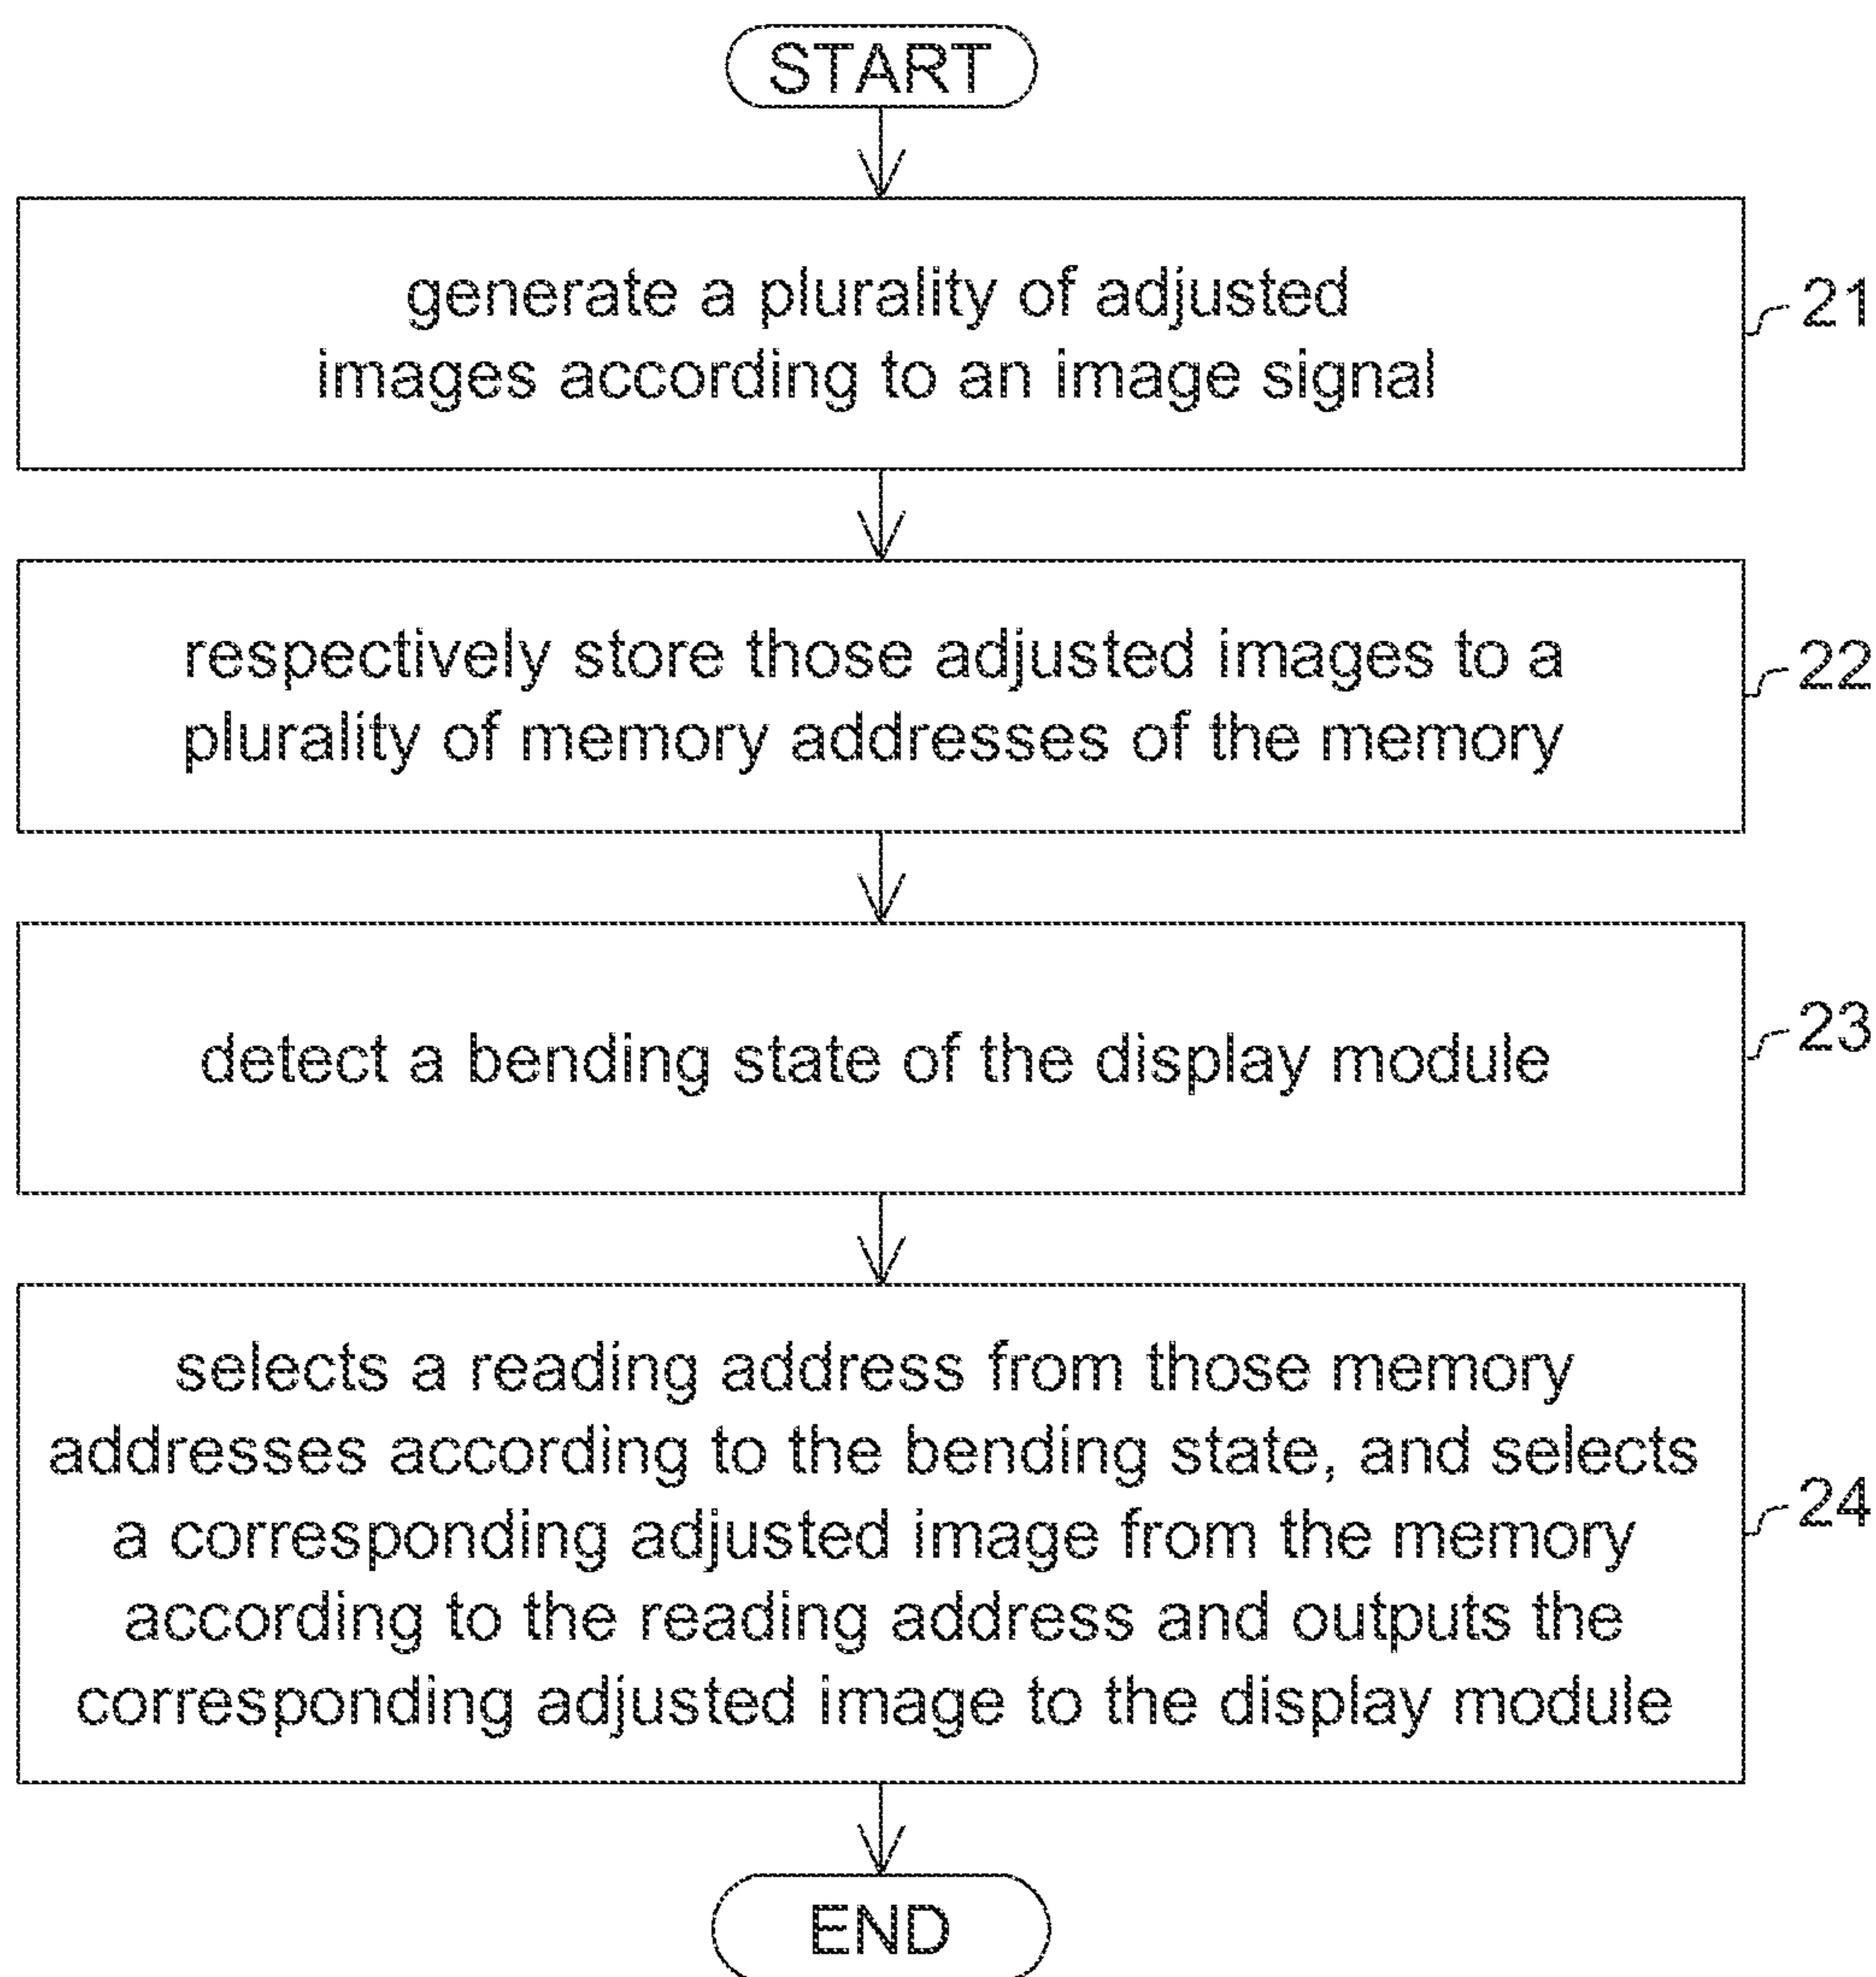 START
generate a plurality of adjusted
images according to an image signal
21
respectively store those adjusted images to a
plurality of memory addresses of the memory
22
detect a bending state of the display module
23
selects a reading address from those memory
addresses according to the bending state, and selects
a corresponding adjusted image from the memory
according to the reading address and outputs the
corresponding adjusted image to the display module
24
END